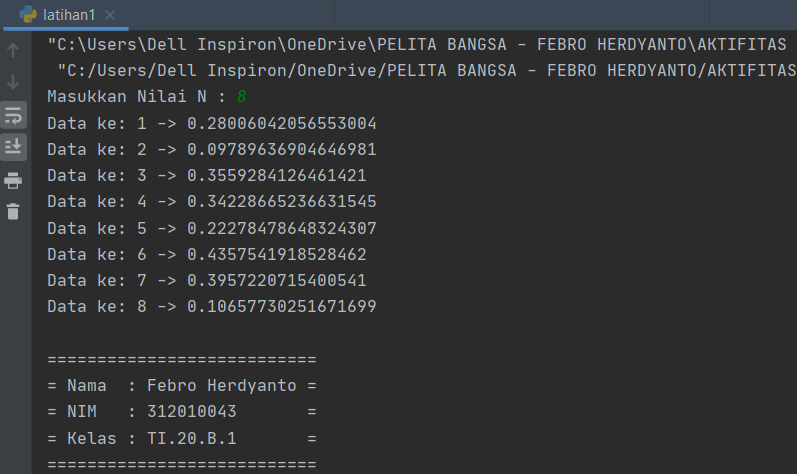 latihan1
"C:\Users\Dell Inspiron\OneDrive\PELITA BANGSA - FEBRO HERDYANTO\AKTIFITAS
"C:/Users/Dell Inspiron/OneDrive/PELITA BANGSA - FEBRO HERDYANTO/AKTIFITAS
Masukkan Nilai N : 8
Data ke: 1 -> 0.28006042056553004
Data ke: 2 -> 0.09789636904646981
Data ke: 3 -> 0.3559284126461421
Data ke: 4 -> 0.34228665236631545
Data ke: 5 -> 0.22278478648324307
Data ke: 6 -> 0.4357541918528462
Data ke: 7 -> 0.3957220715400541
Data ke: 8 -> 0.10657730251671699
===========================
= Nama  : Febro Herdyanto =
= NIM   : 312010043       =
= Kelas : TI.20.B.1       =
===========================